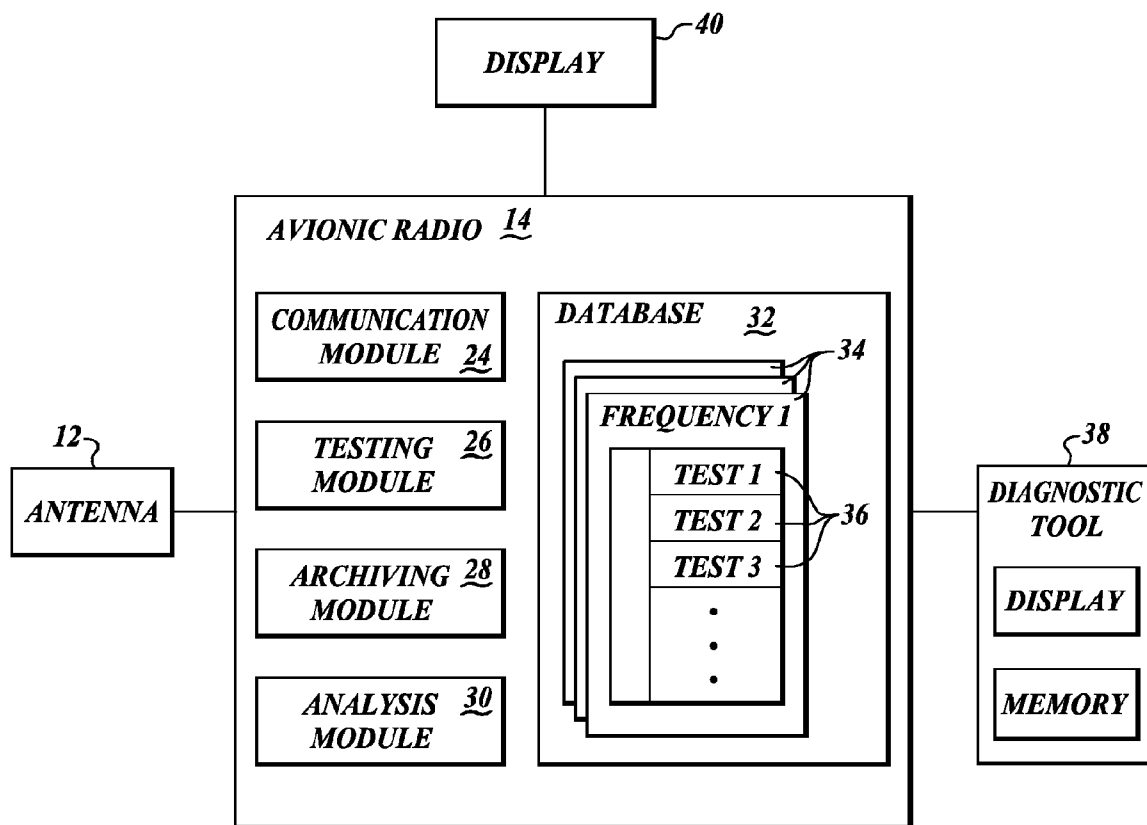 40
DISPLAY
AVIONIC RADIO 14
COMMUNICATION
MODULE 24
TESTING 26
MODULE
ARCHIVING 28
MODULE
ANALYSIS 30
MODULE
DATABASE 32
34
FREQUENCY 1
TEST 1
TEST 2
TEST 3
36
12
ANTENNA
38
DIAGNOSTIC
TOOL
DISPLAY
MEMORY